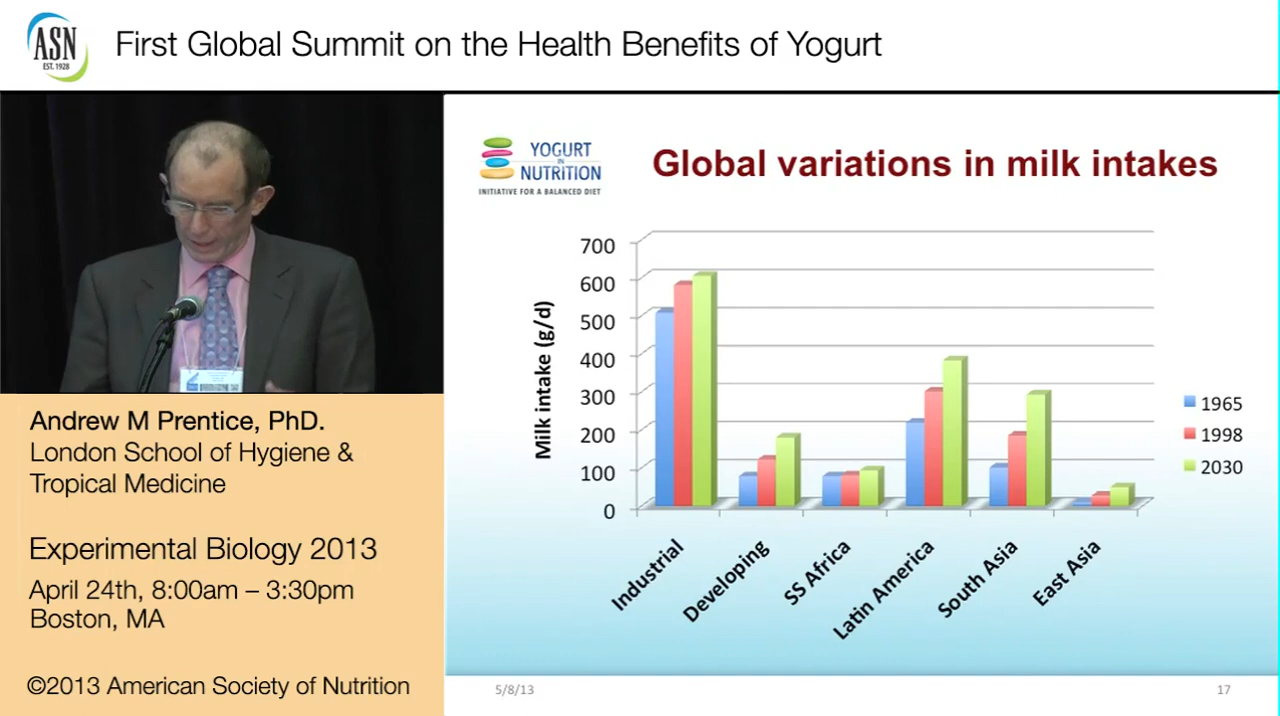 ASN
EST. 1928
First Global Summit on the Health Benefits of Yogurt
YOGURT
IN
NUTRITION
INITIATIVE FOR A BALANCED DIET
Global variations in milk intakes
Milk intake (g/d)
700
600
500
400
300
200
100
0
Industrial
Developing
SS Africa
Latin America
South Asia
East Asia
1965
1998
2030
Andrew M Prentice, PhD.
London School of Hygiene &
Tropical Medicine
Experimental Biology 2013
April 24th, 8:00am – 3:30pm
Boston, MA
©2013 American Society of Nutrition
5/8/13
17